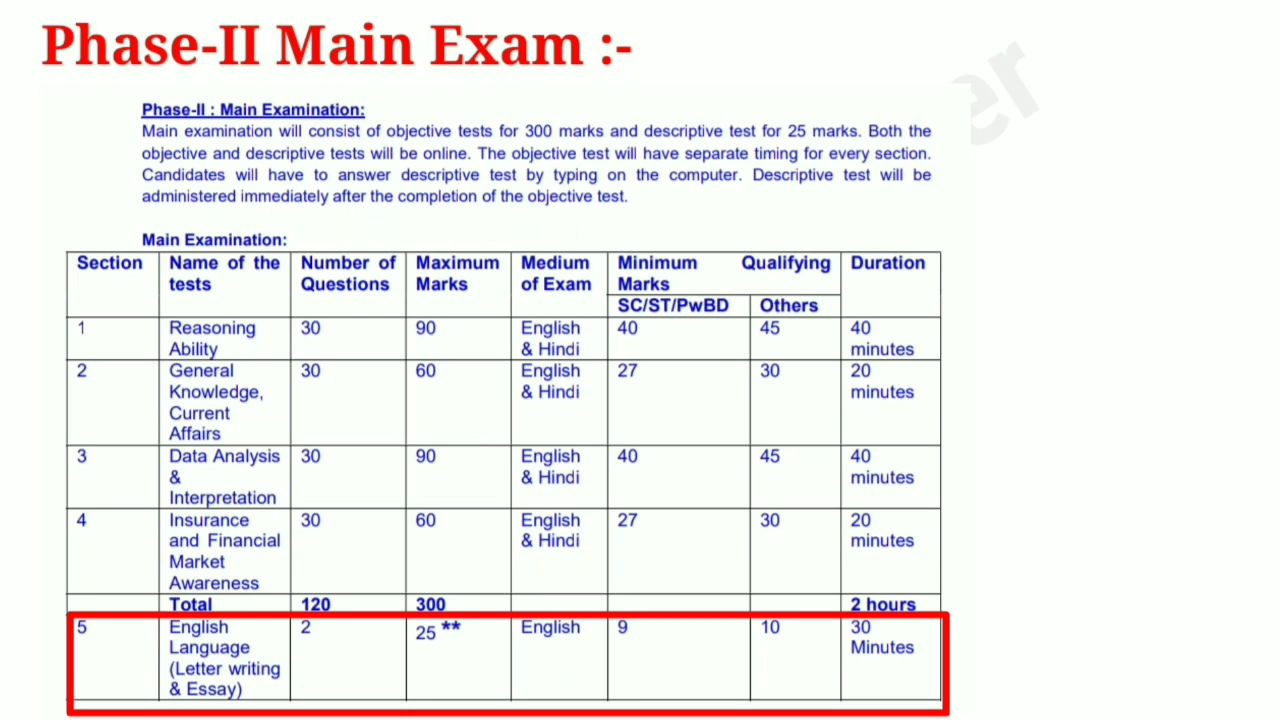 Phase-II Main Exam :-
er
Phase-II : Main Examination:
Main examination will consist of objective tests for 300 marks and descriptive test for 25 marks. Both the
objective and descriptive tests will be online. The objective test will have separate timing for every section.
Candidates will have to answer descriptive test by typing on the computer. Descriptive test will be
administered immediately after the completion of the objective test.
Main Examination:
Section Name of the tests Number of Questions Maximum Marks Medium of Exam Minimum Qualifying Marks Duration
SC/ST/PwBD Others
1 Reasoning Ability 30 90 English & Hindi 40 45 40 minutes
2 General Knowledge, Current Affairs 30 60 English & Hindi 27 30 20 minutes
3 Data Analysis & Interpretation 30 90 English & Hindi 40 45 40 minutes
4 Insurance and Financial Market Awareness 30 60 English & Hindi 27 30 20 minutes
Total 120 300 2 hours
5 English Language (Letter writing & Essay) 2 25 ** English 9 10 30 Minutes